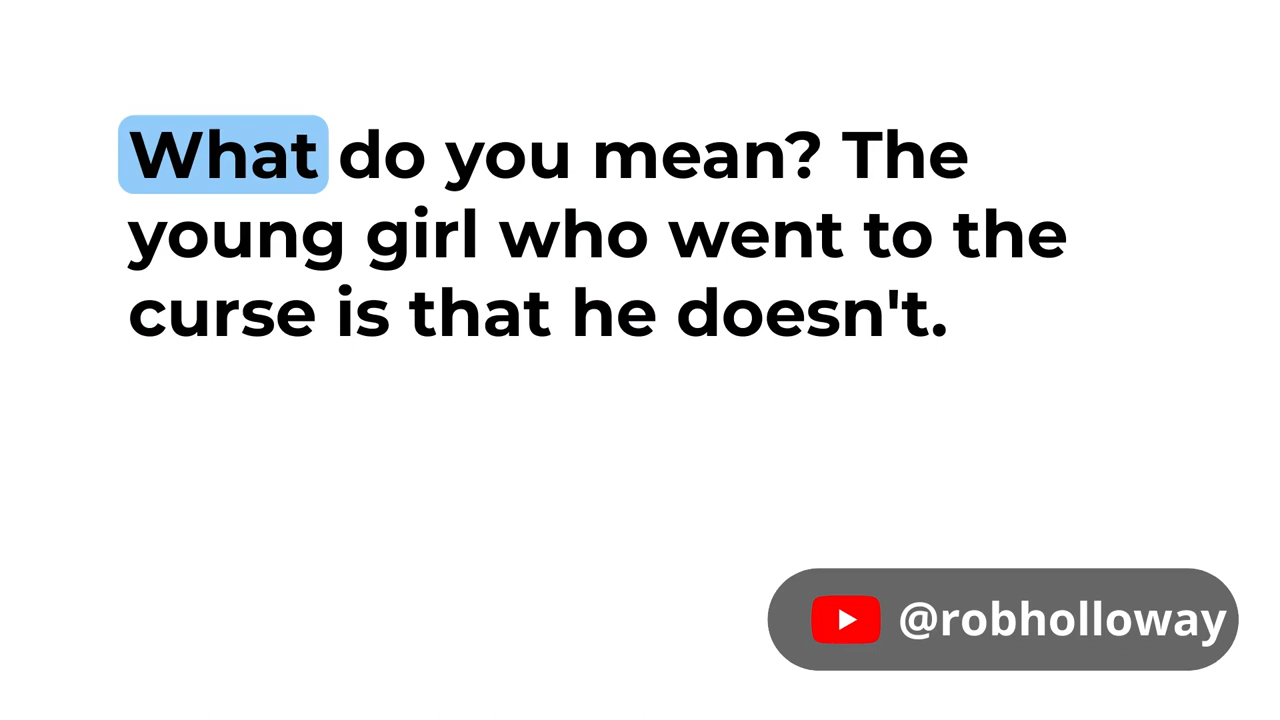 What do you mean? The
young girl who went to the
curse is that he doesn't.
@robholloway